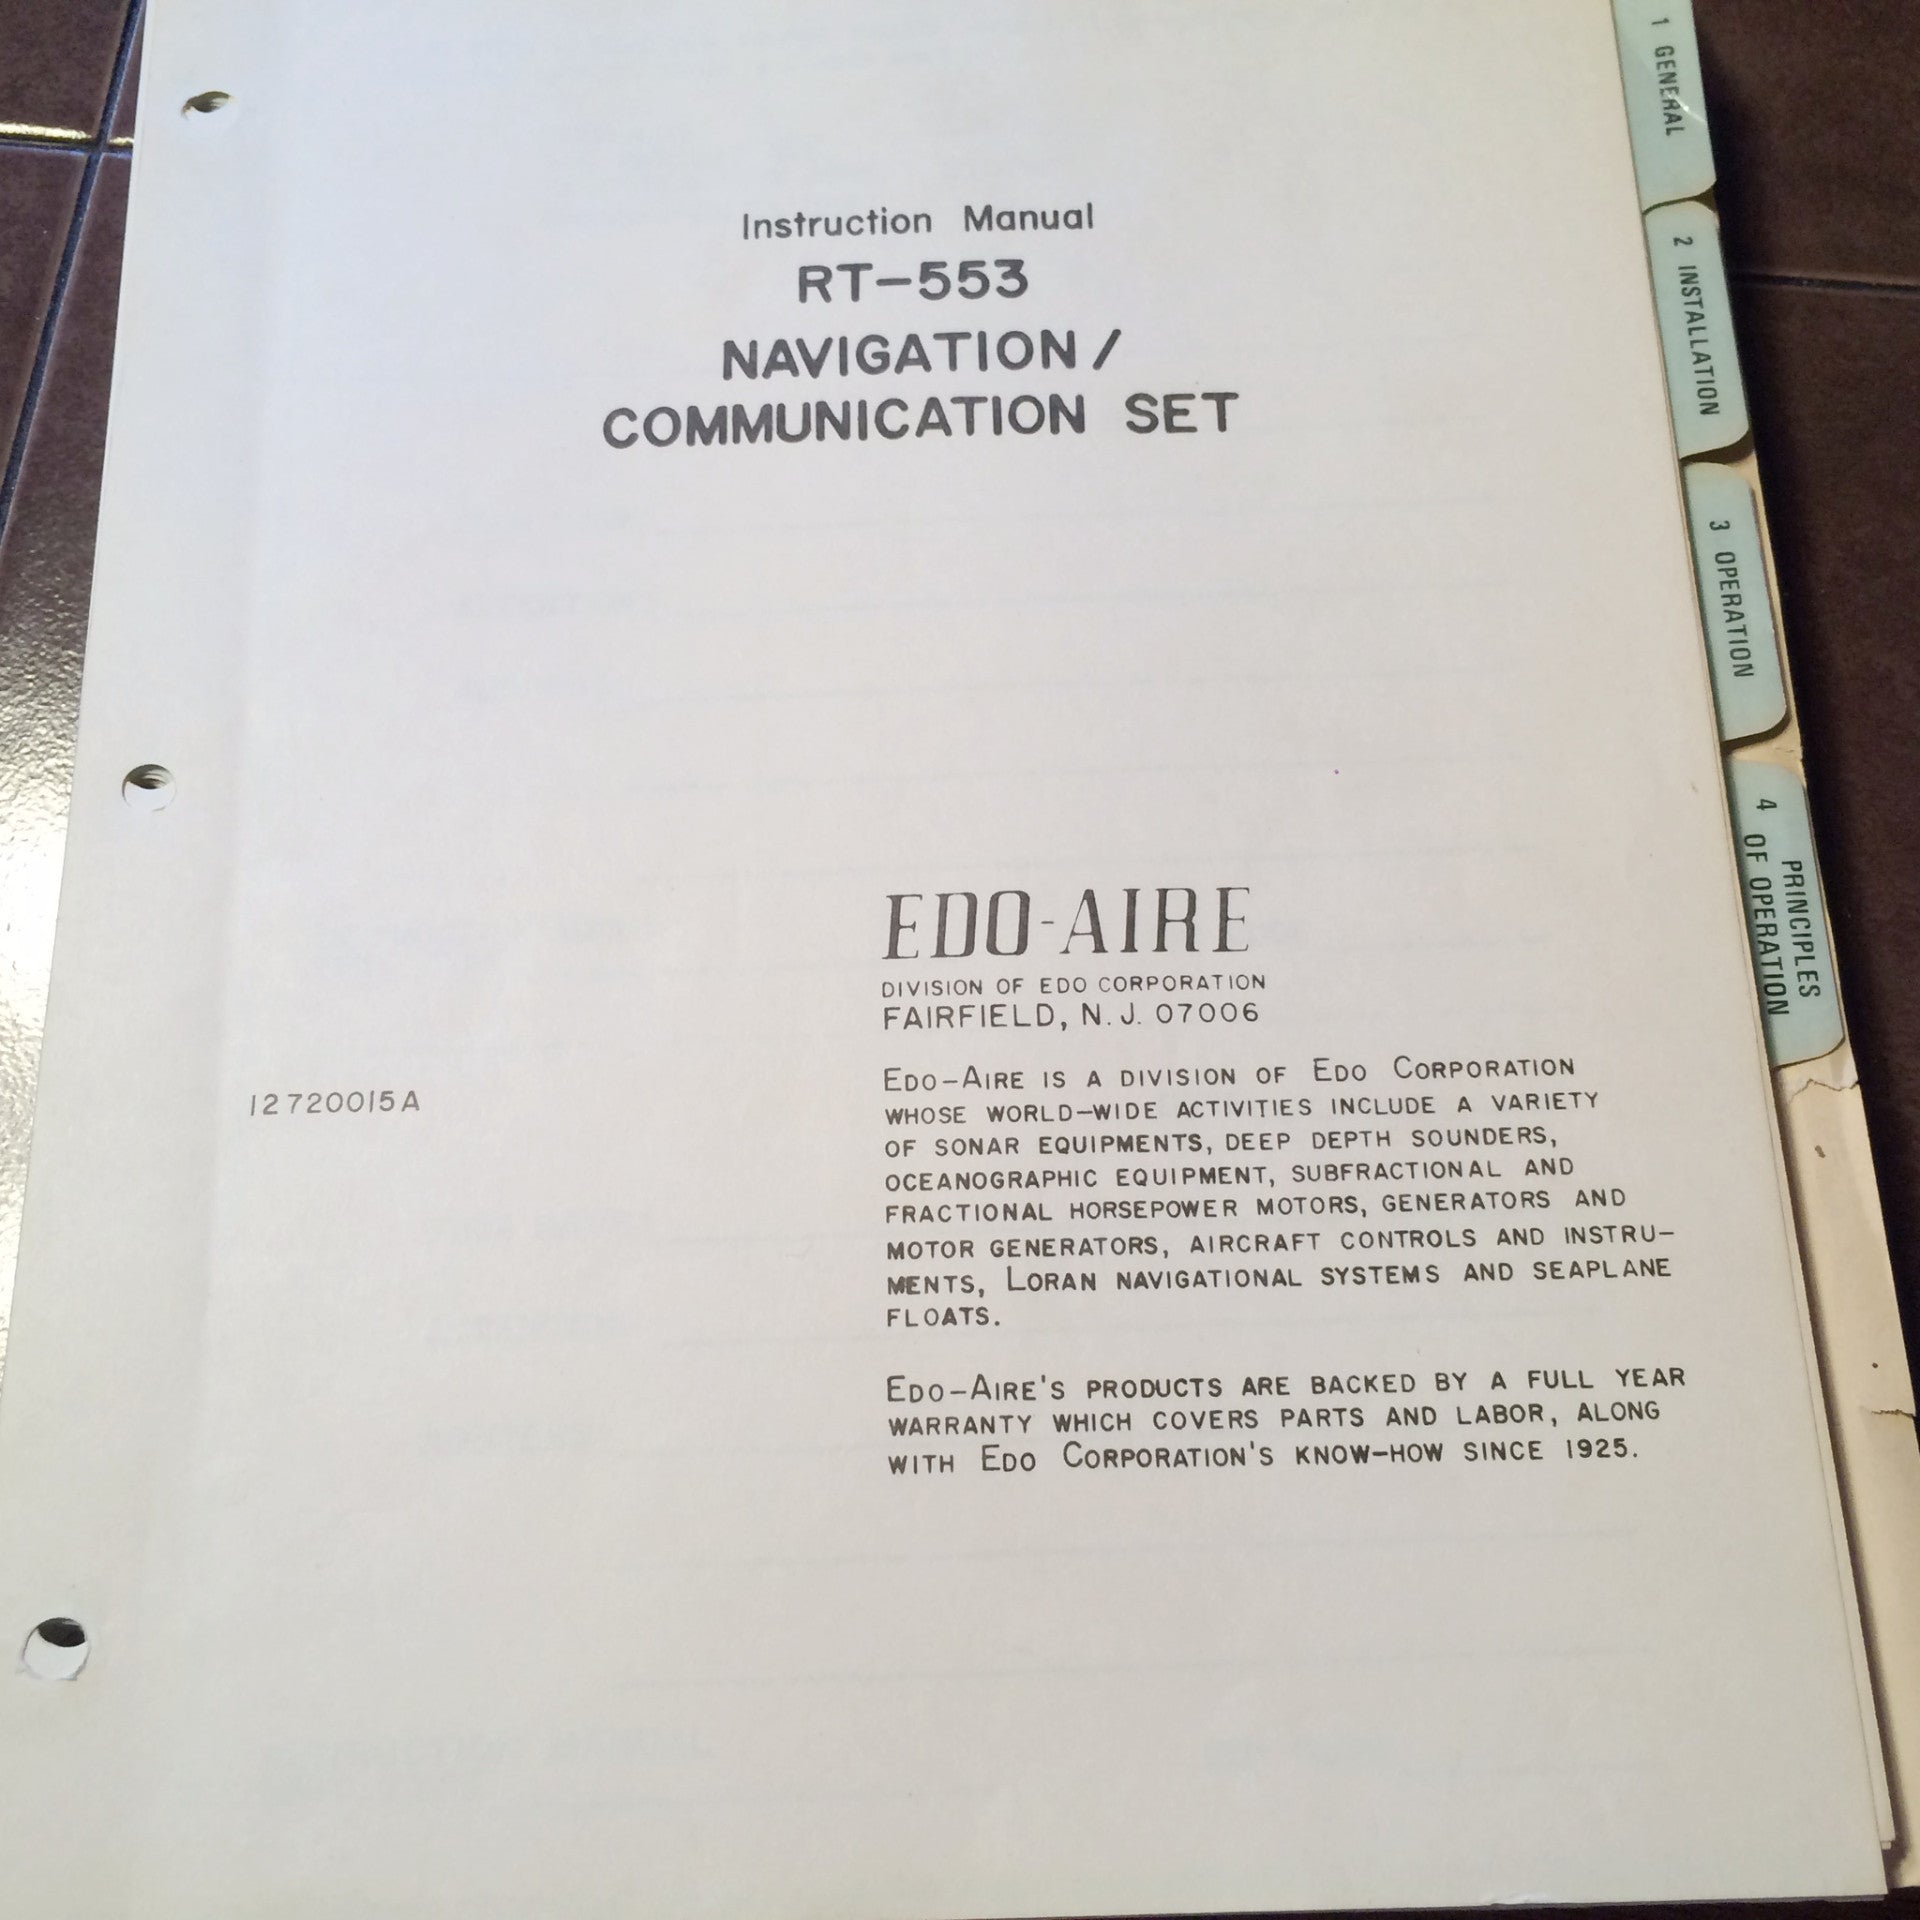 Instruction Manual
RT-553
NAVIGATION/
COMMUNICATION SET
EDO-AIRE
DIVISION OF EDO CORPORATION
FAIRFIELD, N. J. 07006
12720015A
EDO-AIRE IS A DIVISION OF EDO CORPORATION
WHOSE WORLD-WIDE ACTIVITIES INCLUDE A VARIETY
OF SONAR EQUIPMENTS, DEEP DEPTH SOUNDERS,
OCEANOGRAPHIC EQUIPMENT, SUBFRACTIONAL AND
FRACTIONAL HORSEPOWER MOTORS, GENERATORS AND
MOTOR GENERATORS, AIRCRAFT CONTROLS AND INSTRU-
MENTS, LORAN NAVIGATIONAL SYSTEMS AND SEAPLANE
FLOATS.
EDO-AIRE'S PRODUCTS ARE BACKED BY A FULL YEAR
WARRANTY WHICH COVERS PARTS AND LABOR, ALONG
WITH EDO CORPORATION'S KNOW-HOW SINCE 1925.
1 GENERAL
2 INSTALLATION
3 OPERATION
4 PRINCIPLES
OF OPERATION